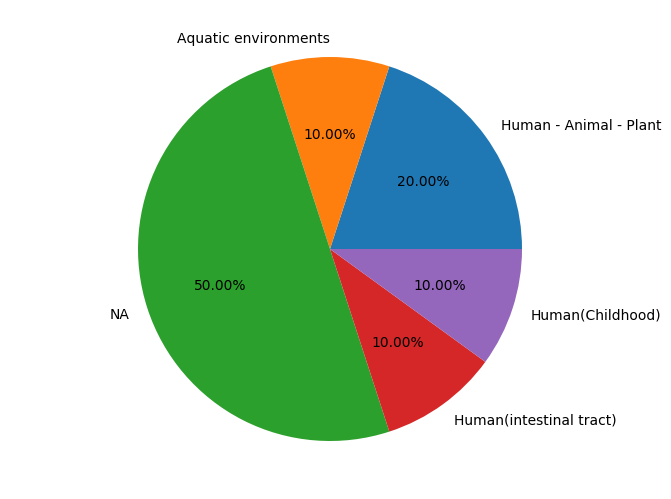 Aquatic environments
Human - Animal - Plant
10.00%
20.00%
50.00%
10.00%
NA
Human(Childhood)
10.00%
Human(intestinal tract)